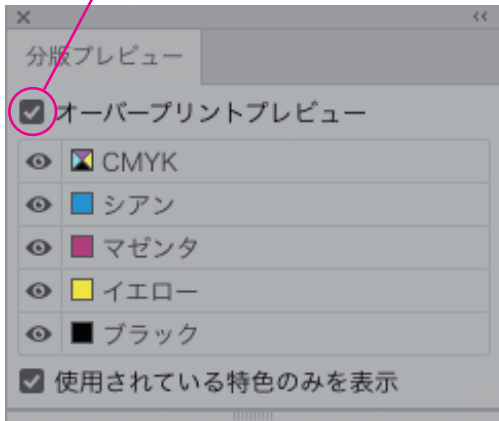 分版プレビュー
オーバープリントプレビュー
CMYK
シアン
マゼンタ
イエロー
ブラック
使用されている特色のみを表示